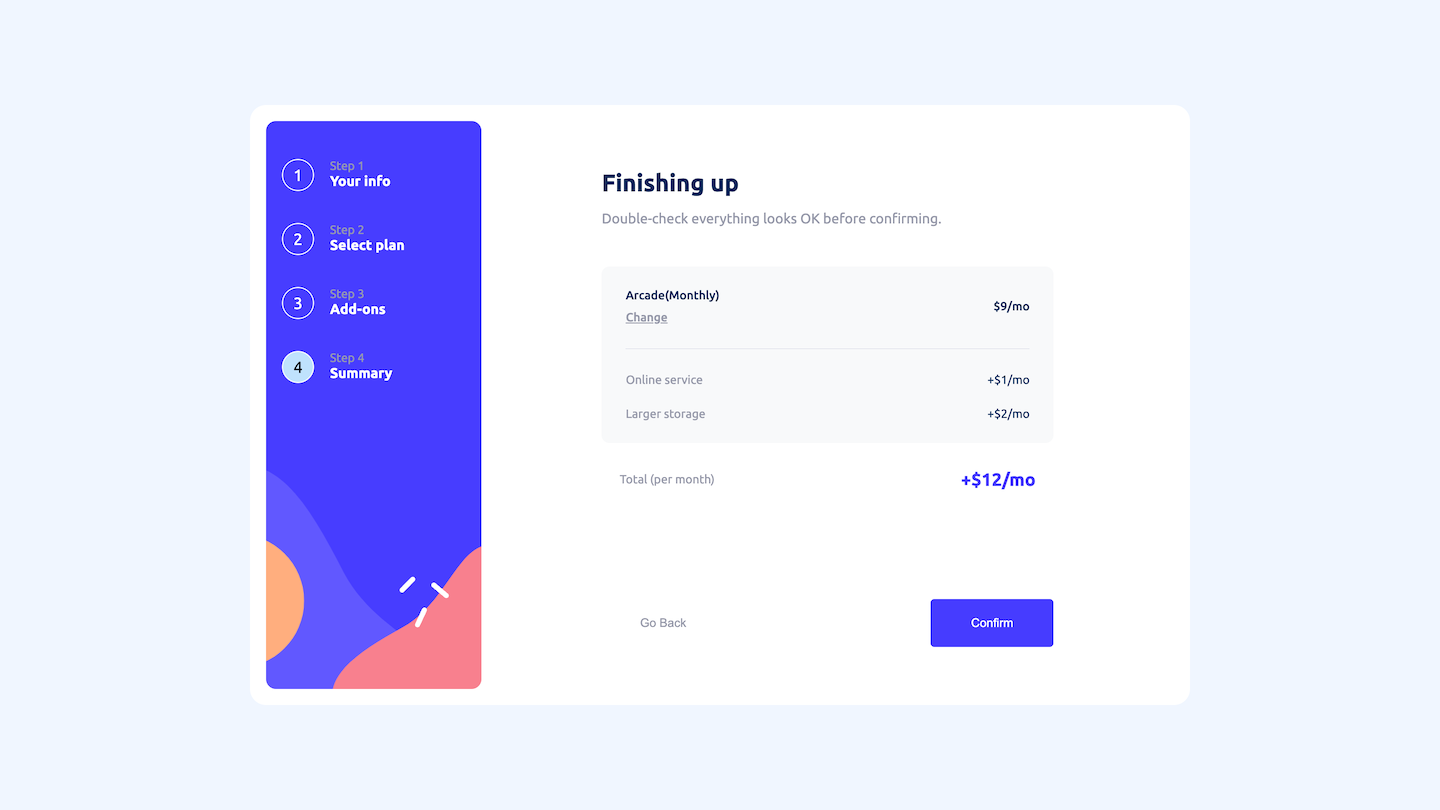 1
Step 1
Your info
2
Step 2
Select plan
3
Step 3
Add-ons
4
Step 4
Summary
Finishing up
Double-check everything looks OK before confirming.
Arcade(Monthly)
Change
$9/mo
Online service
+$1/mo
Larger storage
+$2/mo
Total (per month)
+$12/mo
Go Back
Confirm